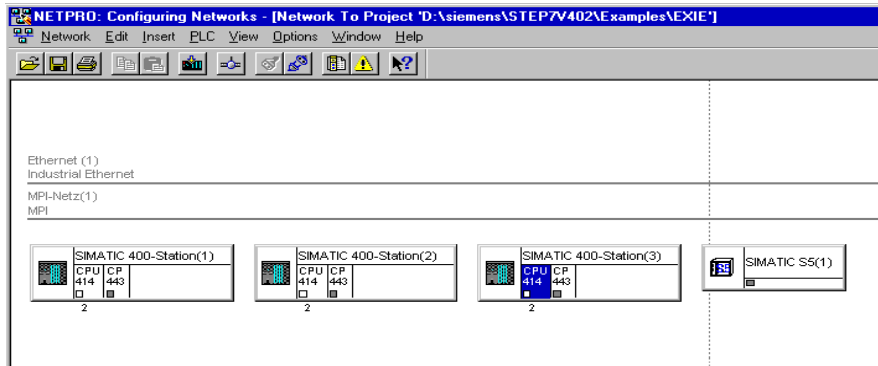 NETPRO: Configuring Networks - [Network To Project 'D:\siemens\STEP7V402\Examples\EXIE']
Network Edit Insert PLC View Options Window Help
Ethernet (1)
Industrial Ethernet
MPI-Netz(1)
MPI
SIMATIC 400-Station(1) SIMATIC 400-Station(2) SIMATIC 400-Station(3) SIMATIC S5(1)
CPU CP CPU CP CPU CP
414 443 414 443 414 443
2 2 2